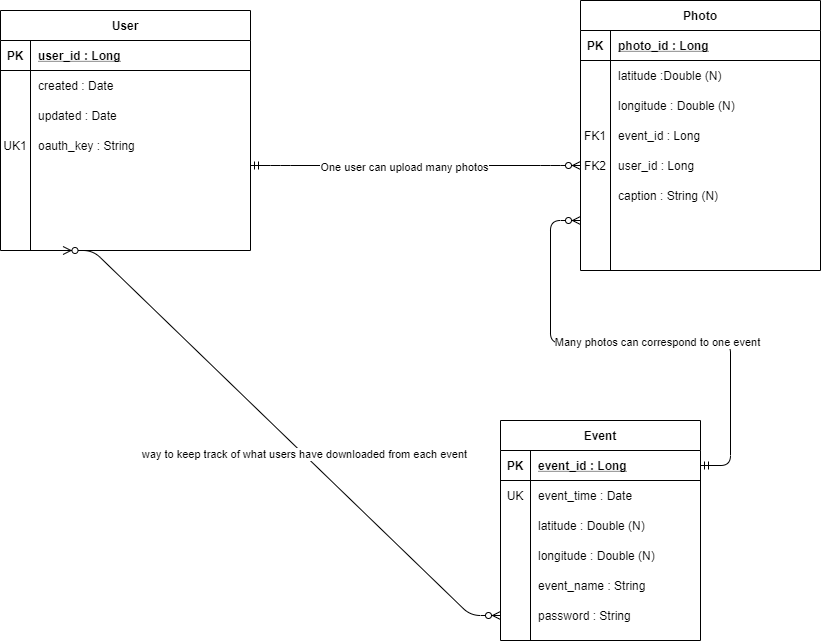 User
PK user_id : Long
created : Date
updated : Date
UK1 oauth_key : String
Photo
PK photo_id : Long
latitude :Double (N)
longitude : Double (N)
FK1 event_id : Long
FK2 user_id : Long
caption : String (N)
One user can upload many photos
Many photos can correspond to one event
way to keep track of what users have downloaded from each event
Event
PK event_id : Long
UK event_time : Date
latitude : Double (N)
longitude : Double (N)
event_name : String
password : String